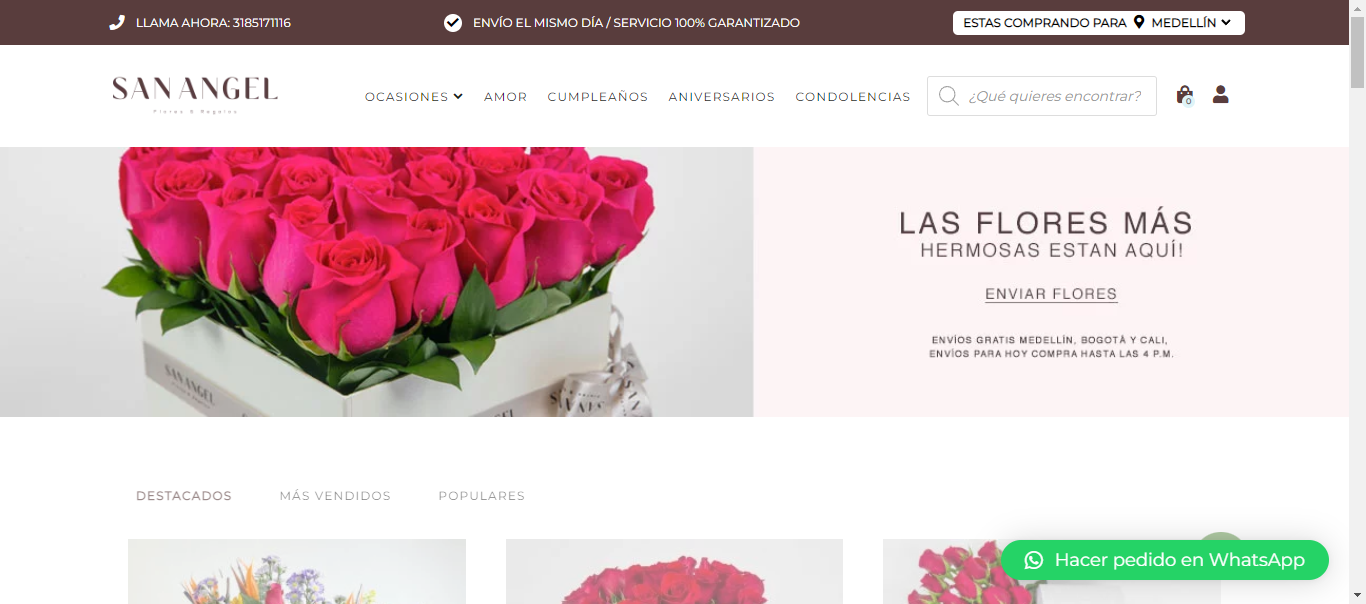 LLAMA AHORA: 3185171116
ENVÍO EL MISMO DÍA / SERVICIO 100% GARANTIZADO
ESTAS COMPRANDO PARA MEDELLÍN
SAN ANGEL
Flores & Regalos
OCASIONES
AMOR
CUMPLEAÑOS
ANIVERSARIOS
CONDOLENCIAS
¿Qué quieres encontrar?
0
LAS FLORES MÁS
HERMOSAS ESTAN AQUÍ!
ENVIAR FLORES
ENVÍOS GRATIS MEDELLÍN, BOGOTÁ Y CALI,
ENVÍOS PARA HOY COMPRA HASTA LAS 4 P.M.
SAN ANGEL
DESTACADOS
MÁS VENDIDOS
POPULARES
Hacer pedido en WhatsApp